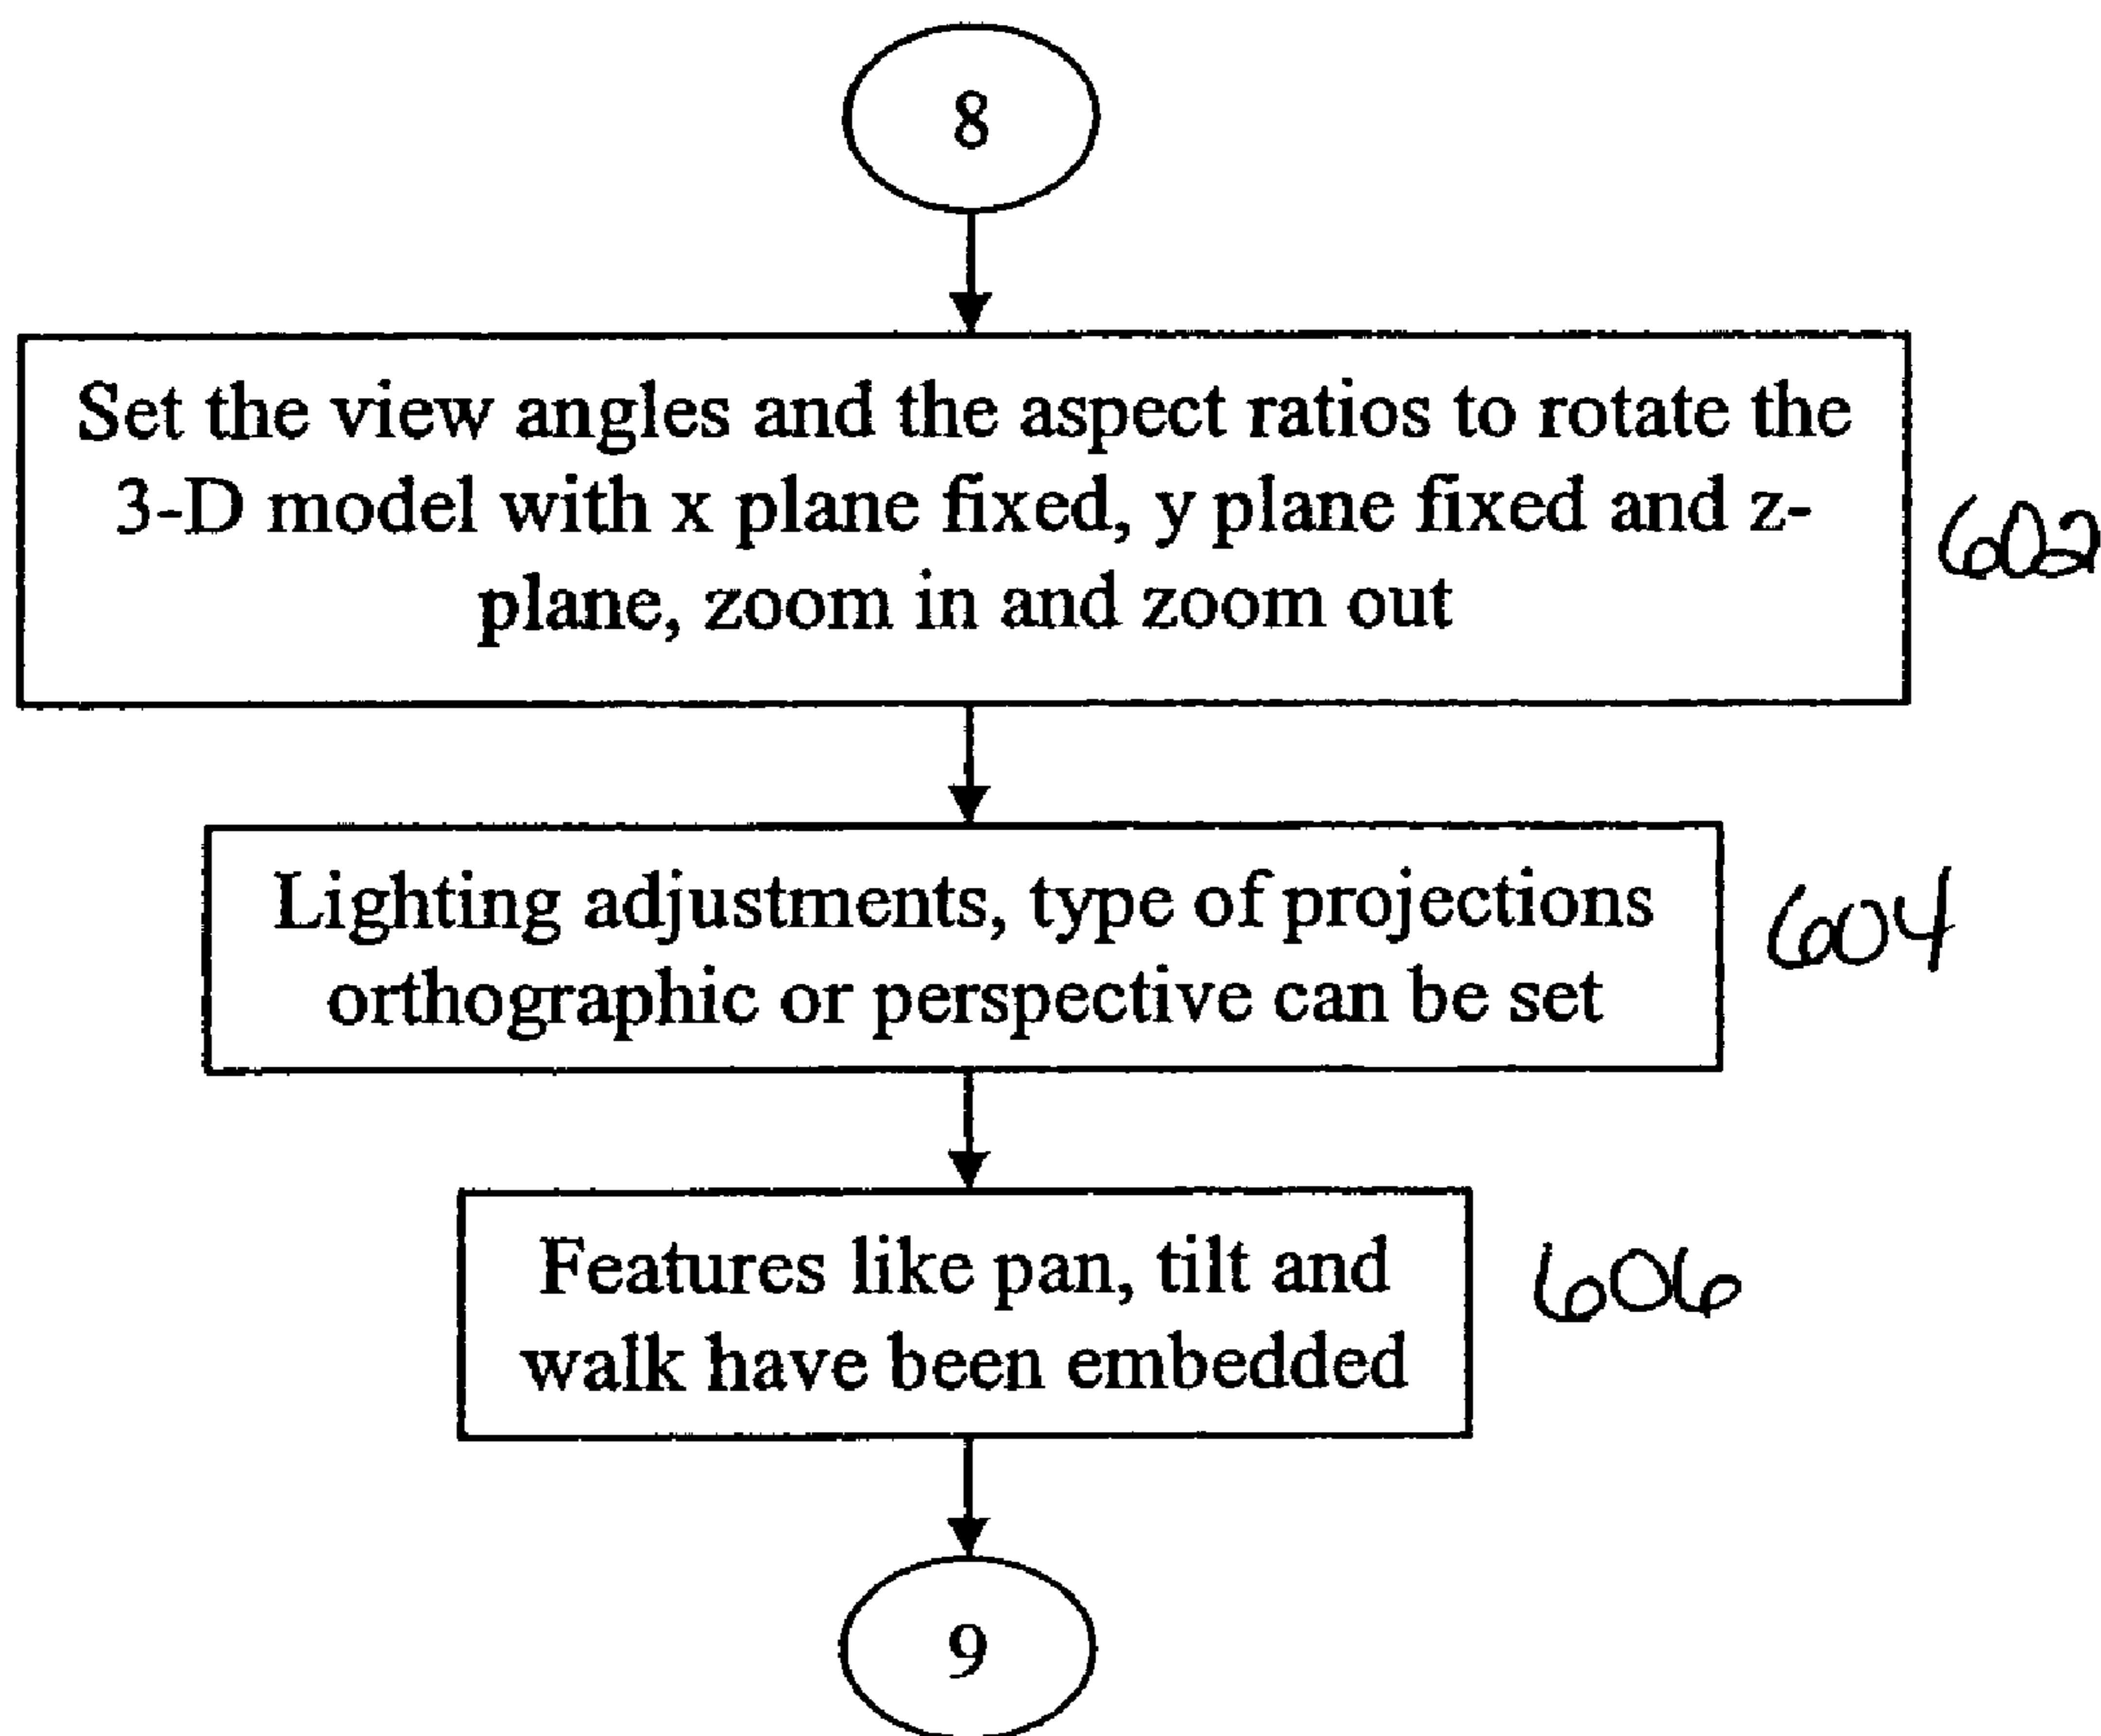 8
Set the view angles and the aspect ratios to rotate the
3-D model with x plane fixed, y plane fixed and z-
plane, zoom in and zoom out
602
Lighting adjustments, type of projections
orthographic or perspective can be set
604
Features like pan, tilt and
walk have been embedded
606
9